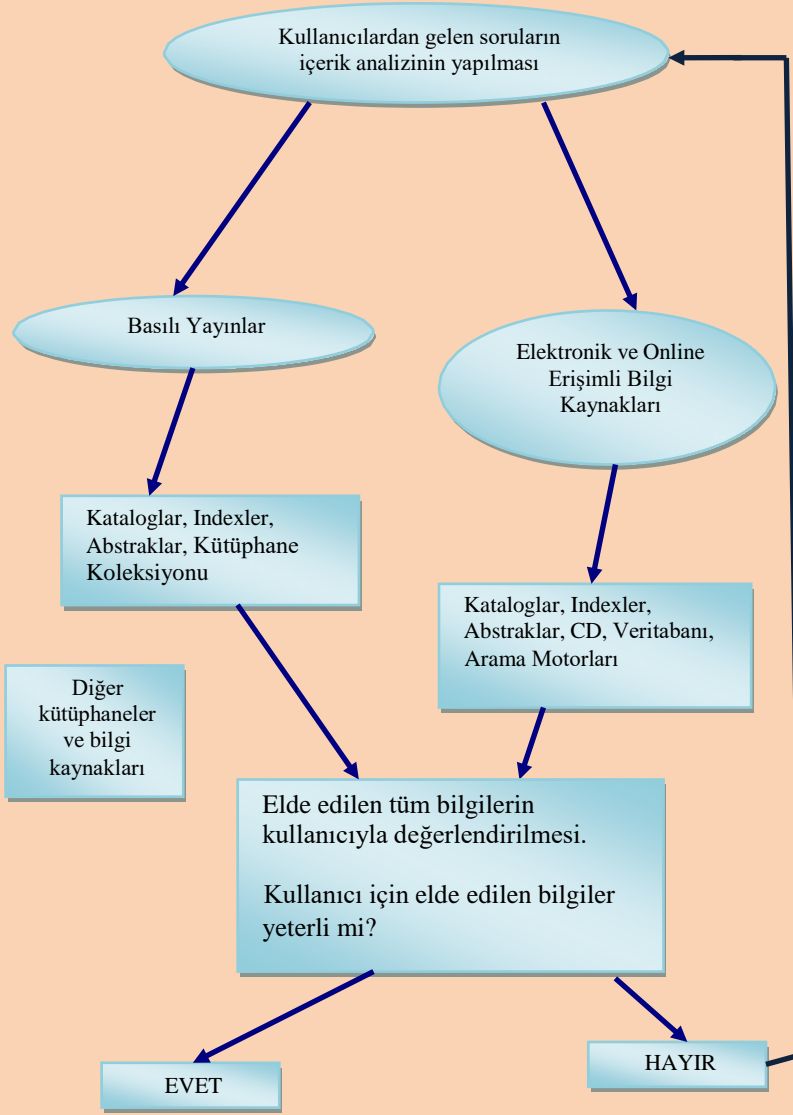 Kullanıcılardan gelen soruların
içerik analizinin yapılması
Basılı Yayınlar
Elektronik ve Online
Erişimli Bilgi
Kaynakları
Kataloglar, Indexler,
Abstraklar, Kütüphane
Koleksiyonu
Kataloglar, Indexler,
Abstraklar, CD, Veritabanı,
Arama Motorları
Diğer
kütüphaneler
ve bilgi
kaynakları
Elde edilen tüm bilgilerin
kullanıcıyla değerlendirilmesi.
Kullanıcı için elde edilen bilgiler
yeterli mi?
EVET
HAYIR